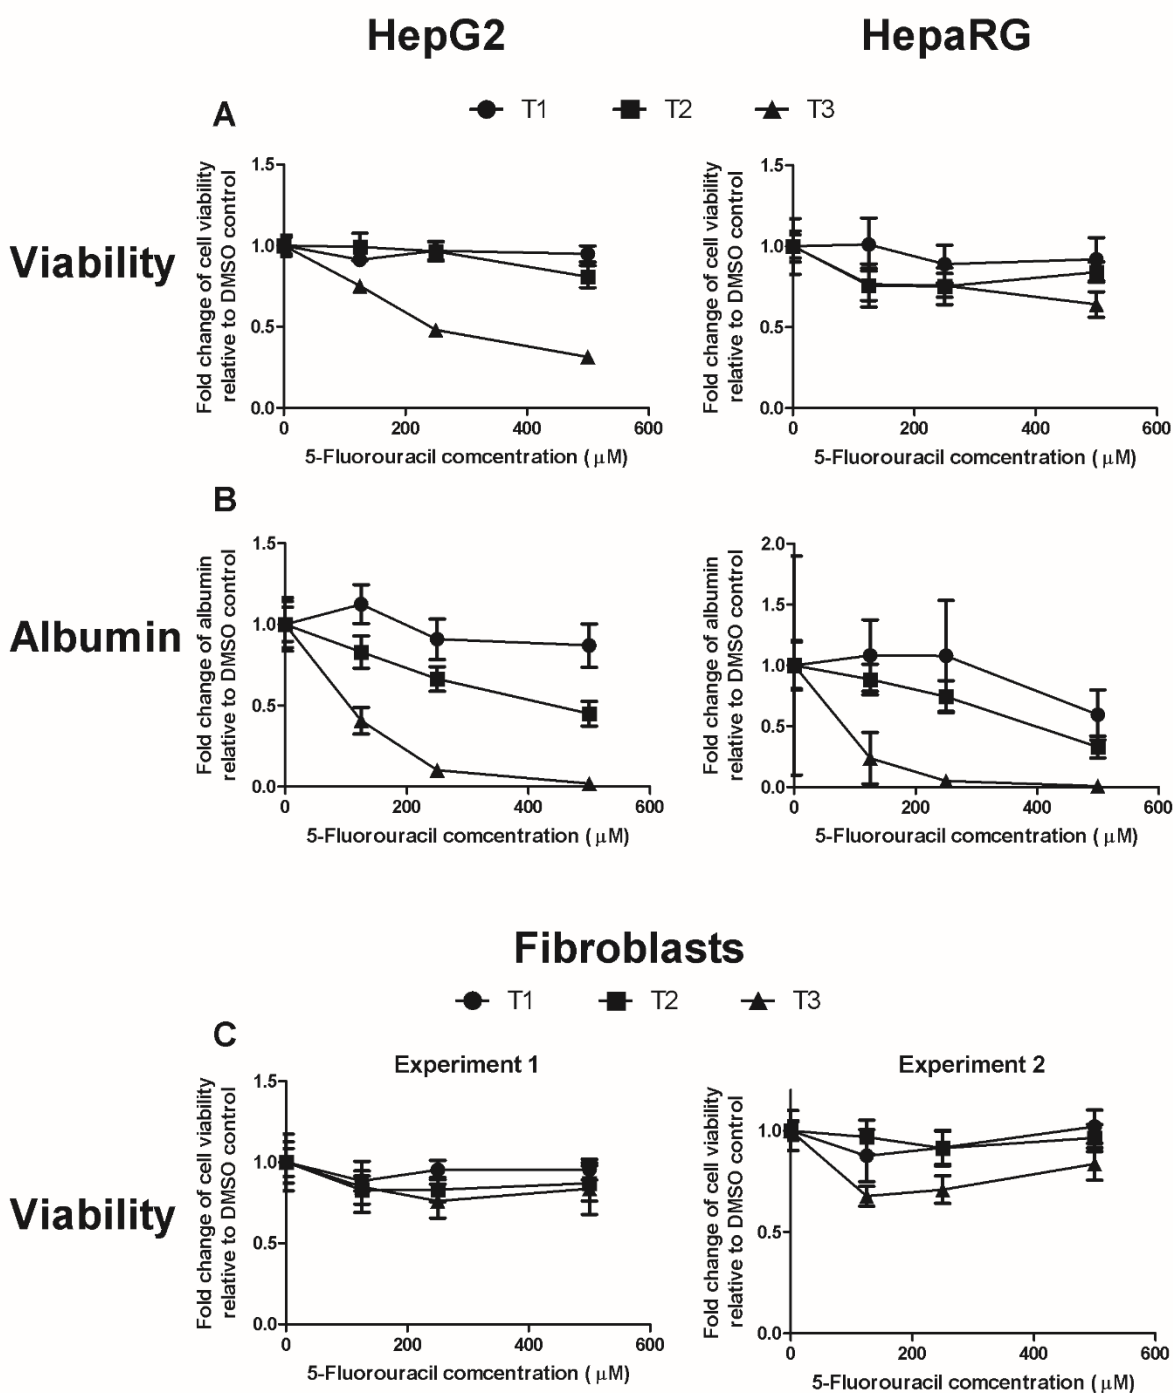 HepG2 HepaRG
A T1 T2 T3
Viability
Fold change of cell viability
relative to DMSO control
1.5
1.0
0.5
0.0
0 200 400 600
5-Fluorouracil comcentration ( μM)
Fold change of cell viability
relative to DMSO control
1.5
1.0
0.5
0.0
0 200 400 600
5-Fluorouracil comcentration ( μM)
B
Albumin
Fold change of albumin
relative to DMSO control
1.5
1.0
0.5
0.0
0 200 400 600
5-Fluorouracil comcentration ( μM)
Fold change of albumin
relative to DMSO control
2.0
1.5
1.0
0.5
0.0
0 200 400 600
5-Fluorouracil comcentration ( μM)
Fibroblasts
T1 T2 T3
C
Viability
Experiment 1
Fold change of cell viability
relative to DMSO control
1.5
1.0
0.5
0.0
0 200 400 600
5-Fluorouracil comcentration ( μM)
Experiment 2
Fold change of cell viability
relative to DMSO control
1.0
0.5
0.0
0 200 400 600
5-Fluorouracil comcentration ( μM)